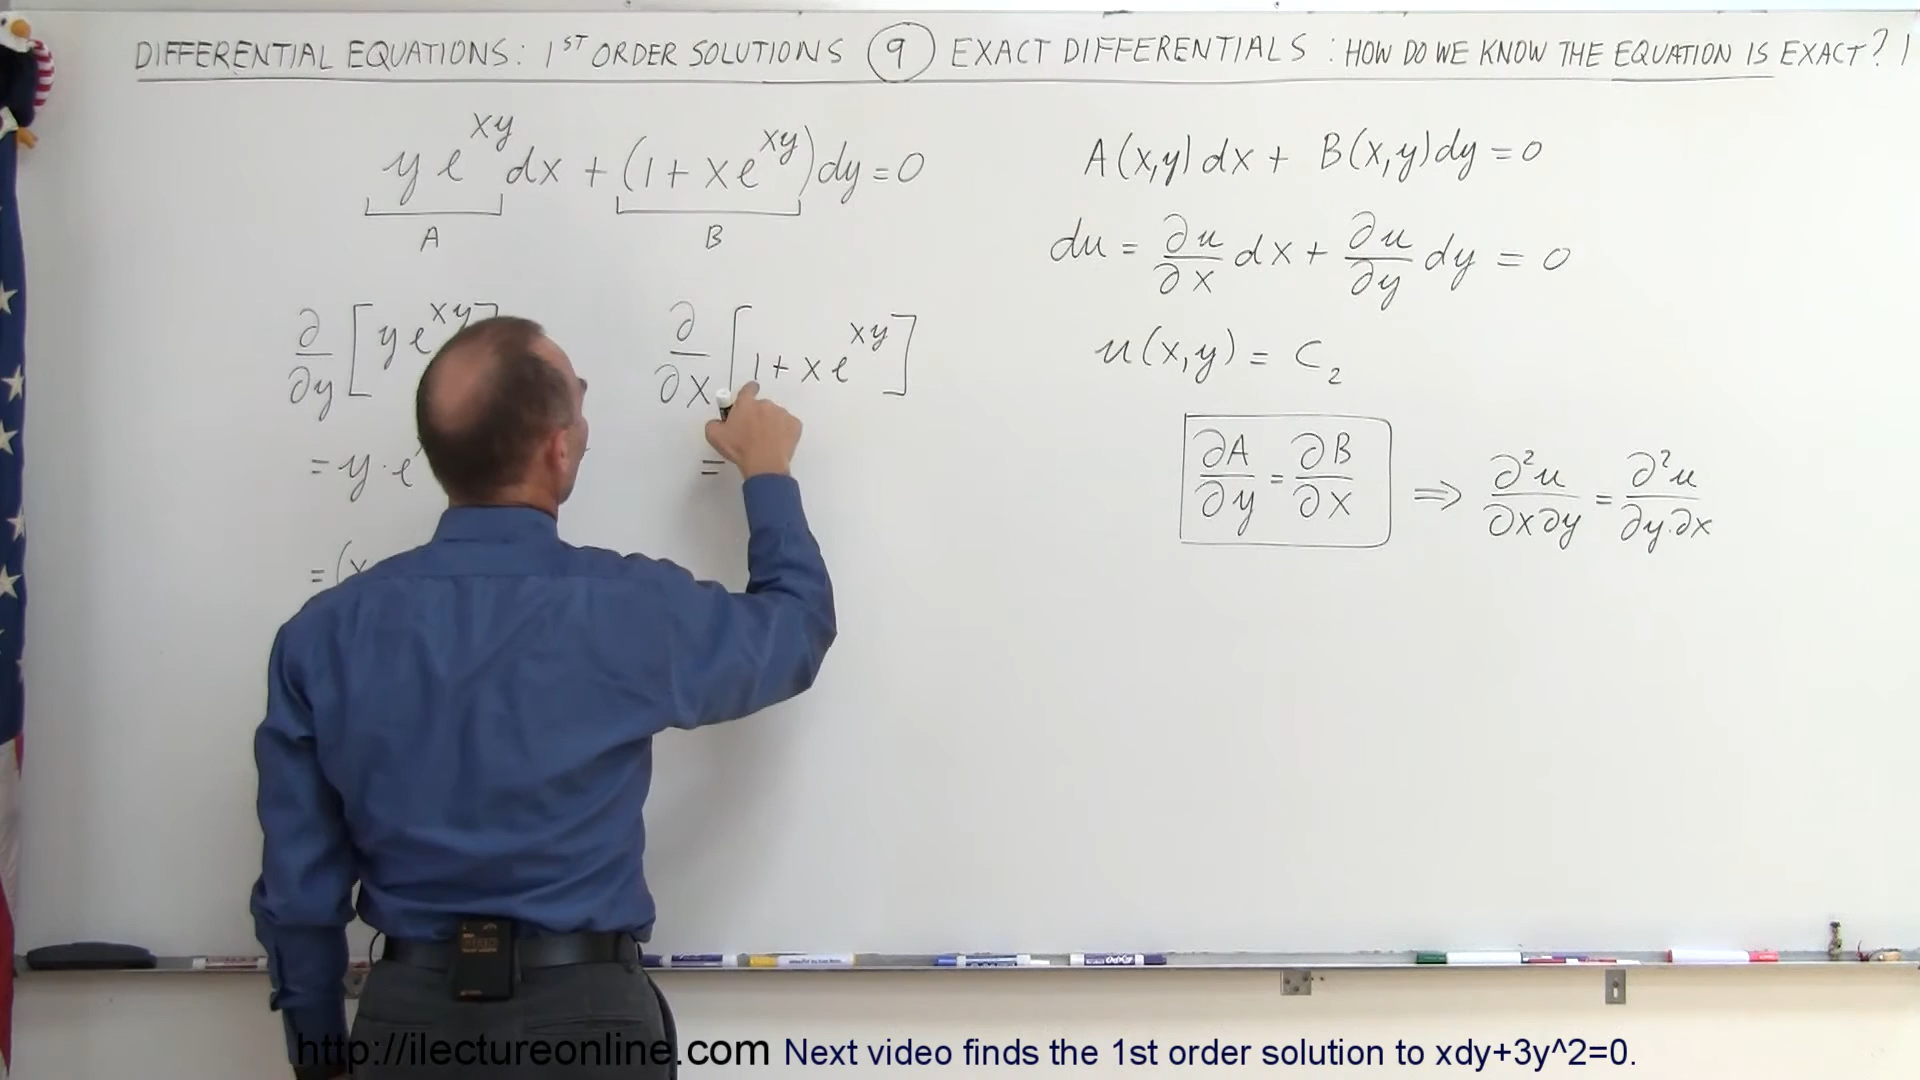 DIFFERENTIAL EQUATIONS: 1ST ORDER SOLUTIONS 9 EXACT DIFFERENTIALS : HOW DO WE KNOW THE EQUATION IS EXACT? 1
y e^xy dx + (1 + x e^xy) dy = 0
A B
∂/∂y [y e^xy]
= y · e
= (x
∂/∂x [1 + x e^xy]
=
A(x,y) dx + B(x,y) dy = 0
du = ∂u/∂x dx + ∂u/∂y dy = 0
u(x,y) = C₂
∂A/∂y = ∂B/∂x ⇒ ∂²u/∂x∂y = ∂²u/∂y·∂x
http://ilectureonline.com Next video finds the 1st order solution to xdy+3y^2=0.